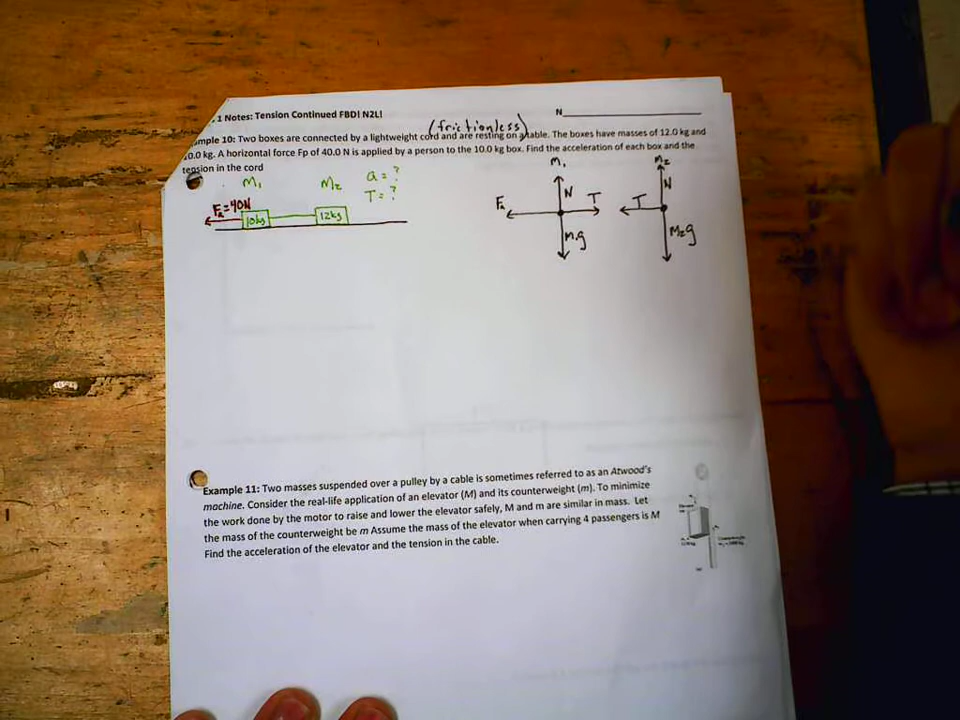 . 1 Notes: Tension Continued FBD! N2L!
N
(frictionless)
mple 10: Two boxes are connected by a lightweight cord and are resting on a table. The boxes have masses of 12.0 kg and
10.0 kg. A horizontal force Fp of 40.0 N is applied by a person to the 10.0 kg box. Find the acceleration of each box and the
tension in the cord
M₁ M₂ a = ?
T = ?
Fₐ=40N
10kg 12kg
M₁ M₂
N N
Fₐ T T
M₁g M₂g
Example 11: Two masses suspended over a pulley by a cable is sometimes referred to as an Atwood's
machine. Consider the real-life application of an elevator (M) and its counterweight (m). To minimize
the work done by the motor to raise and lower the elevator safely, M and m are similar in mass. Let
the mass of the counterweight be m Assume the mass of the elevator when carrying 4 passengers is M
Find the acceleration of the elevator and the tension in the cable.